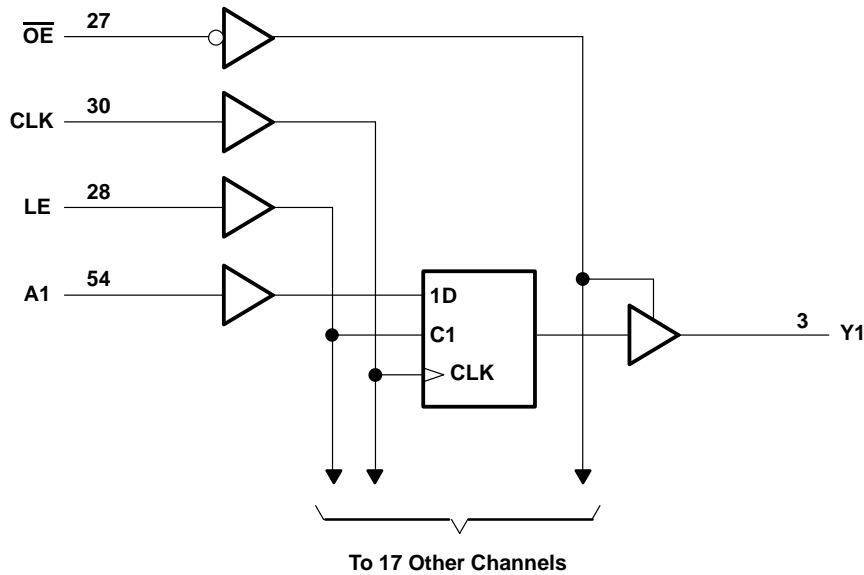 OE 27
CLK 30
LE 28
A1 54
1D
C1
CLK
3 Y1
To 17 Other Channels